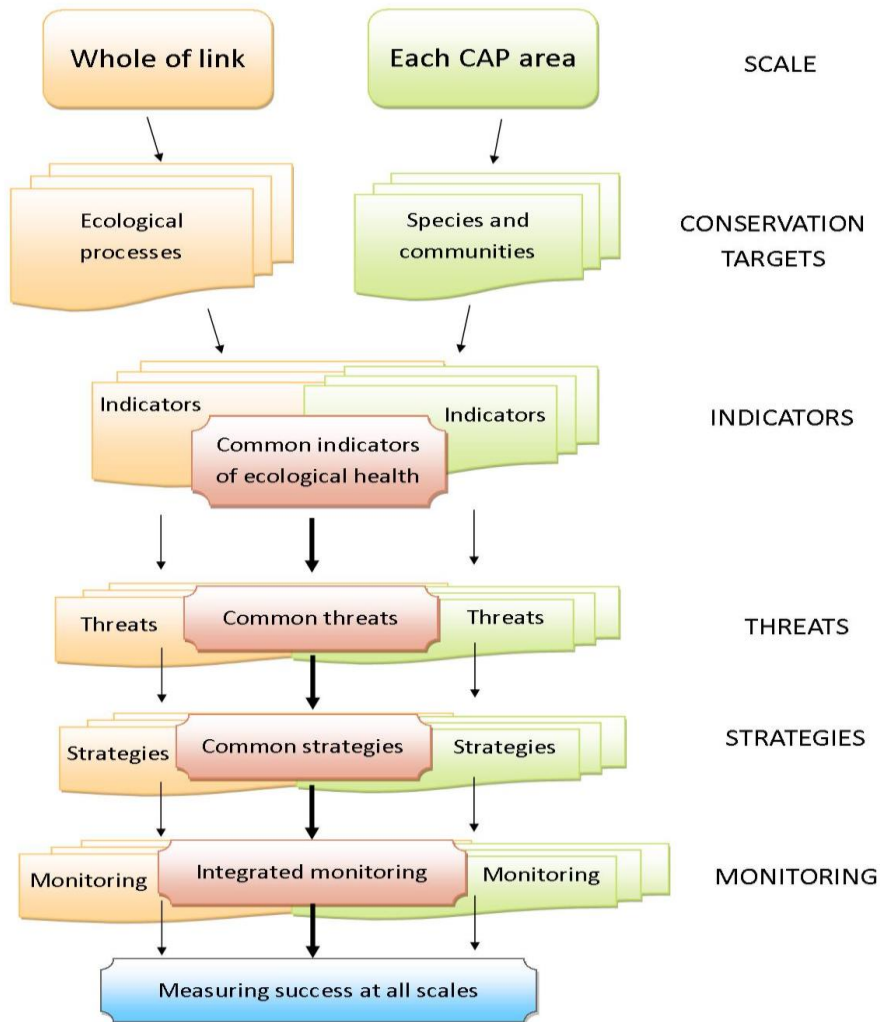 Whole of link
Each CAP area
SCALE
Ecological
processes
Species and
communities
CONSERVATION
TARGETS
Indicators
Indicators
INDICATORS
Common indicators
of ecological health
Threats
Common threats
Threats
THREATS
Strategies
Common strategies
Strategies
STRATEGIES
Monitoring
Integrated monitoring
Monitoring
MONITORING
Measuring success at all scales